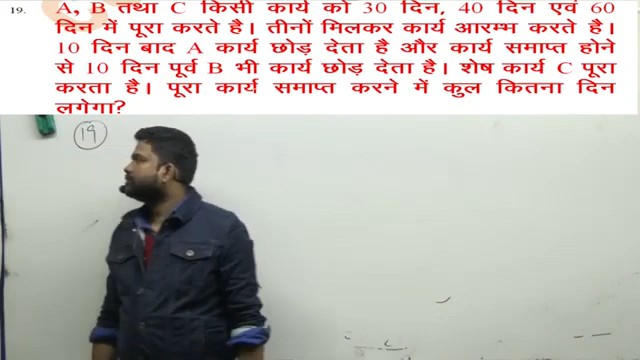 19. A, B तथा C किसी कार्य को 30 दिन, 40 दिन एवं 60
दिन में पूरा करते है। तीनों मिलकर कार्य आरम्भ करते है।
10 दिन बाद A कार्य छोड़ देता है और कार्य समाप्त होने
से 10 दिन पूर्व B भी कार्य छोड़ देता है। शेष कार्य C पूरा
करता है। पूरा कार्य समाप्त करने में कुल कितना दिन
लगेगा?
19